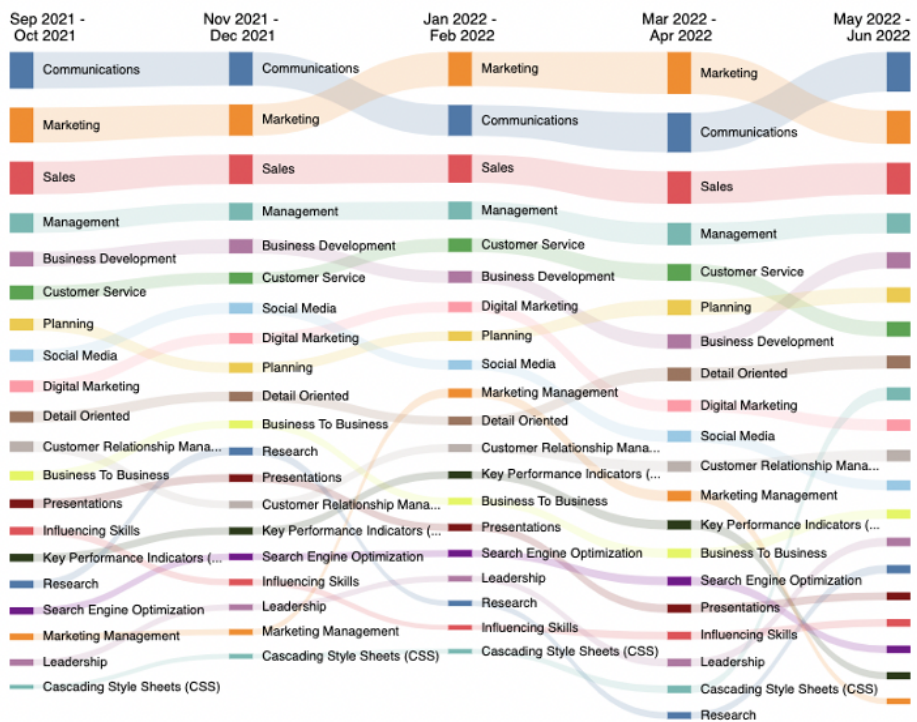 Sep 2021 -
Oct 2021
Nov 2021 -
Dec 2021
Jan 2022 -
Feb 2022
Mar 2022 -
Apr 2022
May 2022 -
Jun 2022
Communications
Marketing
Sales
Management
Business Development
Customer Service
Planning
Social Media
Digital Marketing
Detail Oriented
Customer Relationship Mana...
Business To Business
Presentations
Influencing Skills
Key Performance Indicators (...
Research
Search Engine Optimization
Marketing Management
Leadership
Cascading Style Sheets (CSS)
Communications
Marketing
Sales
Management
Business Development
Customer Service
Social Media
Digital Marketing
Planning
Detail Oriented
Business To Business
Research
Presentations
Customer Relationship Mana...
Key Performance Indicators (...
Search Engine Optimization
Influencing Skills
Leadership
Marketing Management
Cascading Style Sheets (CSS)
Marketing
Communications
Sales
Management
Customer Service
Business Development
Digital Marketing
Planning
Social Media
Marketing Management
Detail Oriented
Customer Relationship Mana...
Key Performance Indicators (...
Business To Business
Presentations
Search Engine Optimization
Leadership
Research
Influencing Skills
Cascading Style Sheets (CSS)
Marketing
Communications
Sales
Management
Customer Service
Planning
Business Development
Detail Oriented
Digital Marketing
Social Media
Customer Relationship Mana...
Marketing Management
Key Performance Indicators (...
Business To Business
Search Engine Optimization
Presentations
Influencing Skills
Leadership
Cascading Style Sheets (CSS)
Research